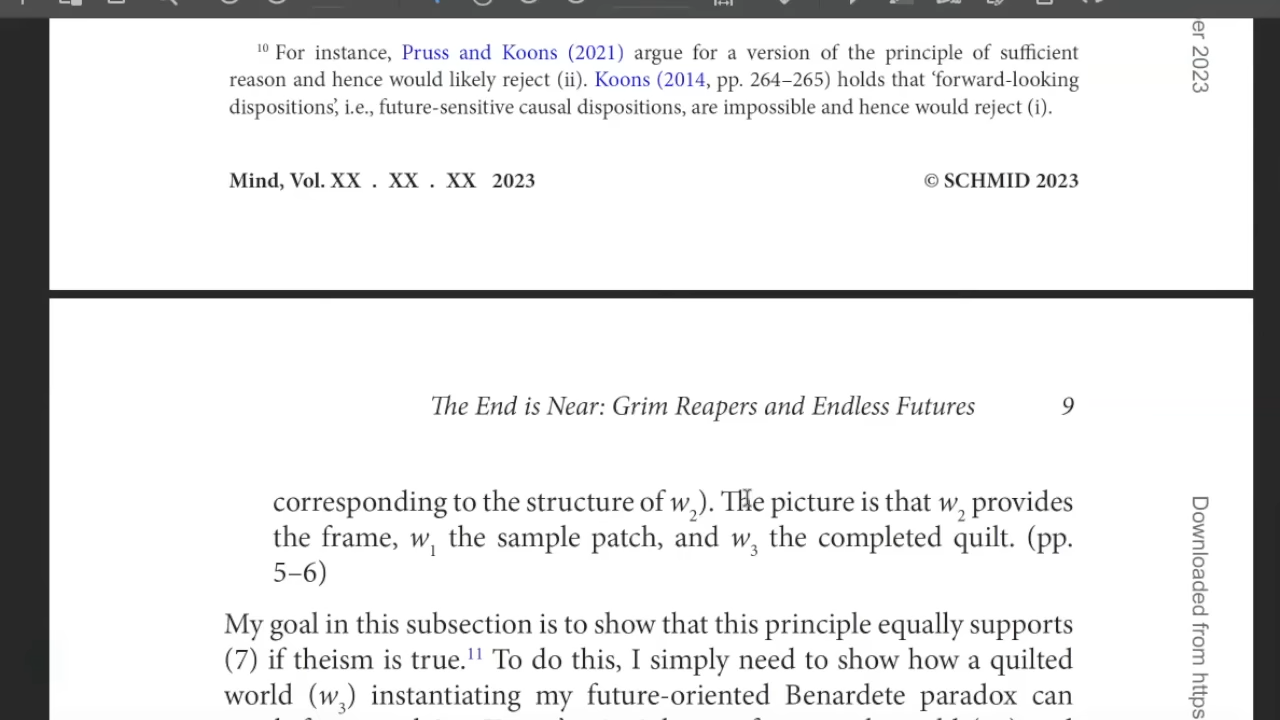 er 2023
¹⁰ For instance, Pruss and Koons (2021) argue for a version of the principle of sufficient
reason and hence would likely reject (ii). Koons (2014, pp. 264–265) holds that ‘forward-looking
dispositions’, i.e., future-sensitive causal dispositions, are impossible and hence would reject (i).
Mind, Vol. XX . XX . XX 2023 © SCHMID 2023
The End is Near: Grim Reapers and Endless Futures 9
corresponding to the structure of w₂). The picture is that w₂ provides
the frame, w₁ the sample patch, and w₃ the completed quilt. (pp.
5–6)
My goal in this subsection is to show that this principle equally supports
(7) if theism is true.¹¹ To do this, I simply need to show how a quilted
world (w₃) instantiating my future-oriented Benardete paradox can
Downloaded from https